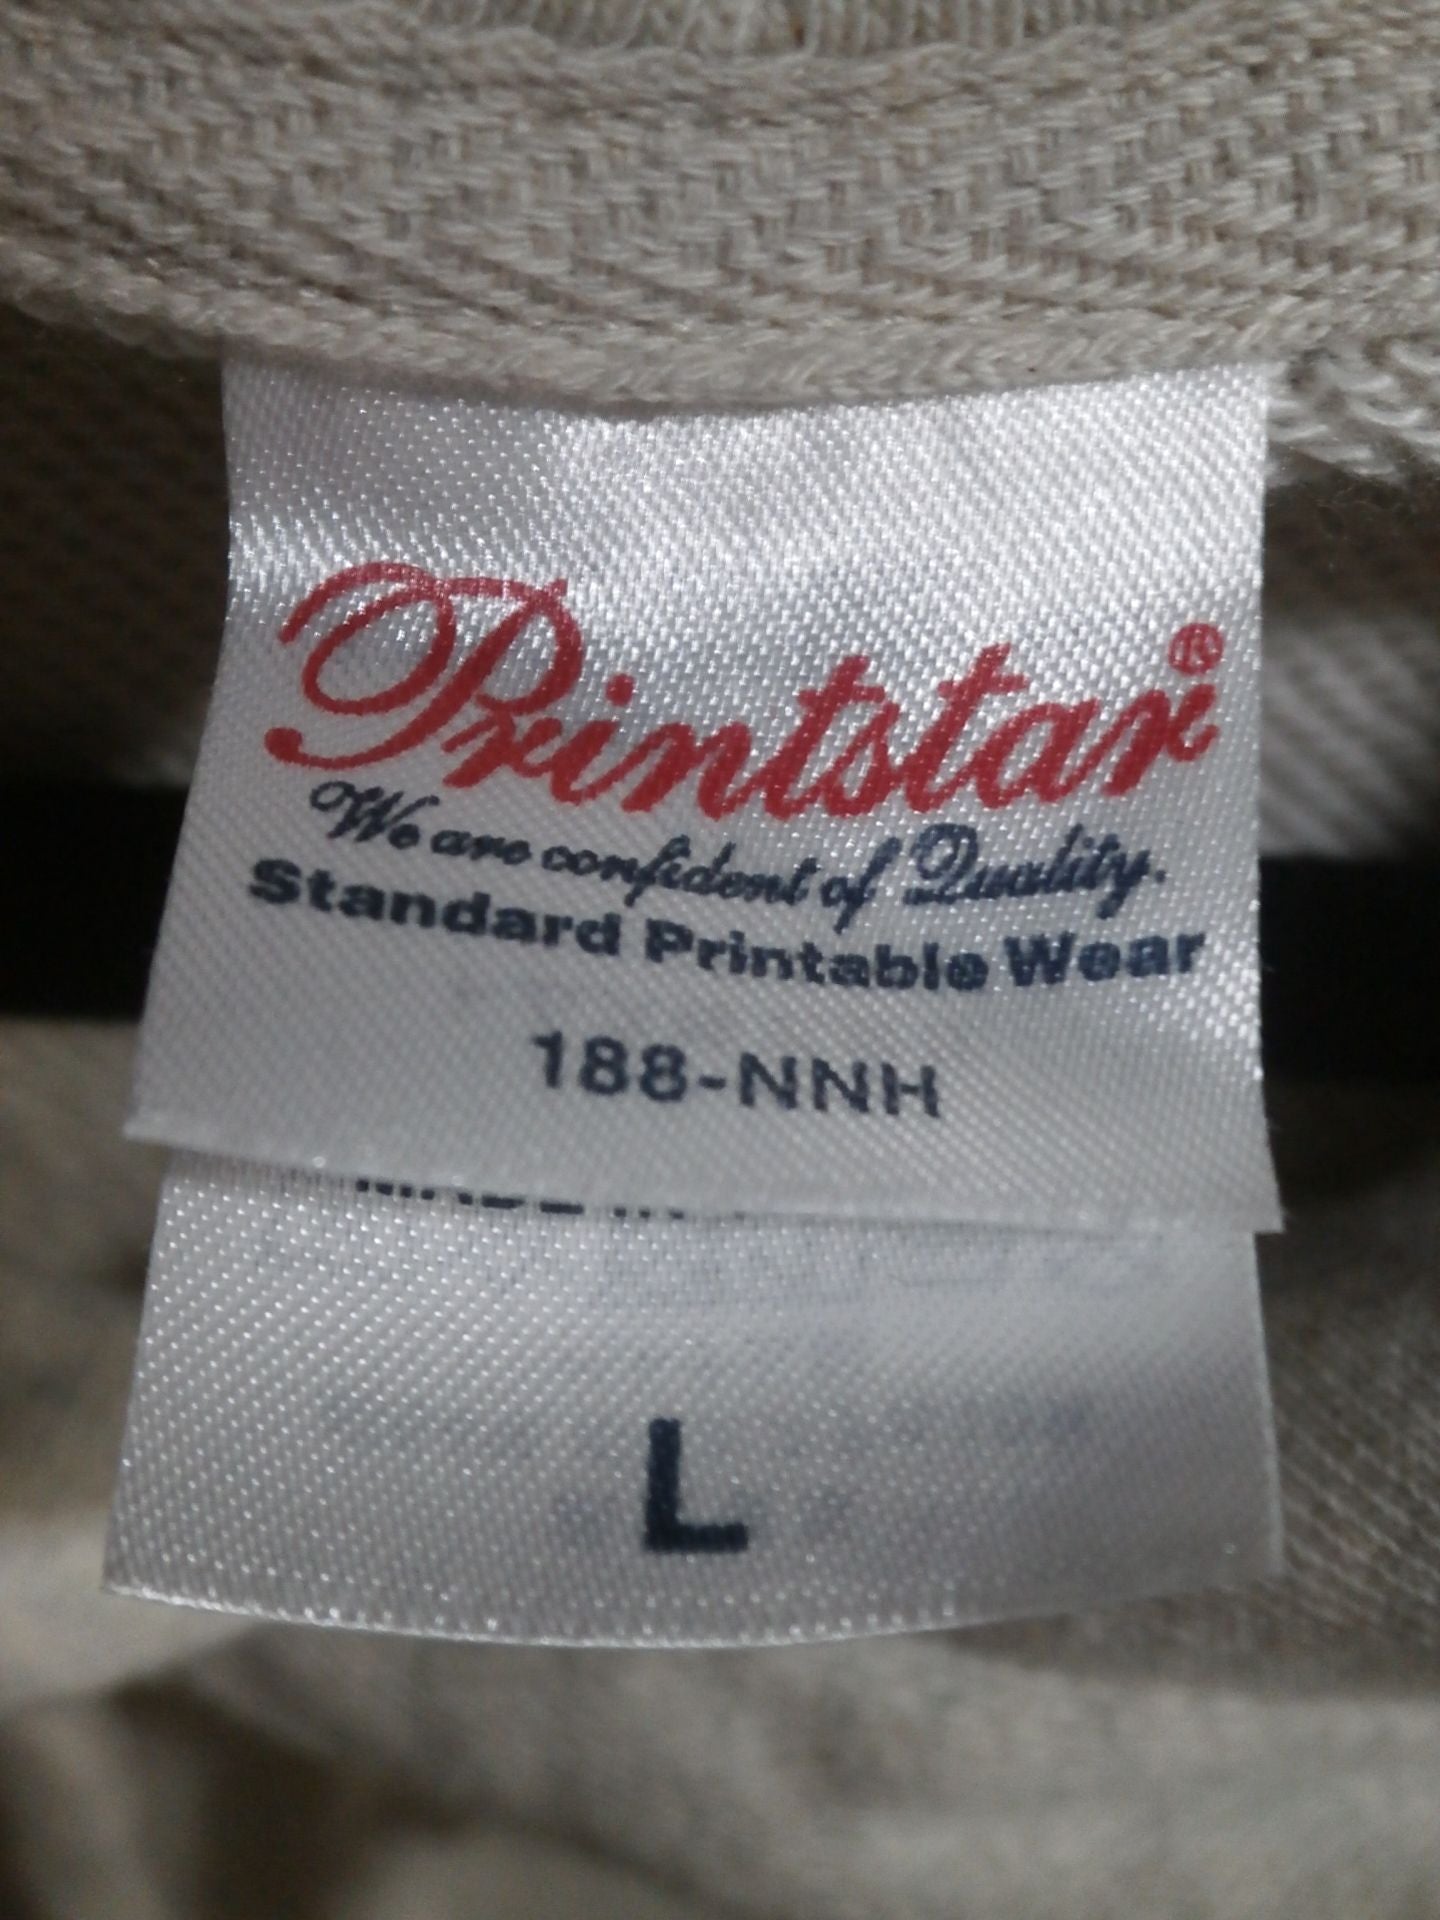 Printstar®
We are confident of Quality.
Standard Printable Wear
188-NNH
L